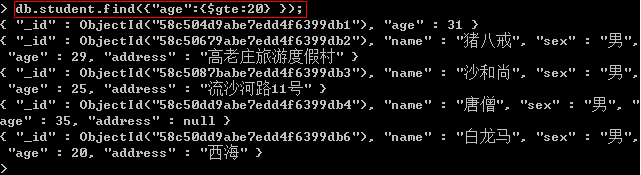 > db.student.find({"age":{$gte:20} });
{ "_id" : ObjectId("58c504d9abe7edd4f6399db1"), "age" : 31 }
{ "_id" : ObjectId("58c50679abe7edd4f6399db2"), "name" : "猪八戒", "sex" : "男",
"age" : 29, "address" : "高老庄旅游度假村" }
{ "_id" : ObjectId("58c5087babe7edd4f6399db3"), "name" : "沙和尚", "sex" : "男",
"age" : 25, "address" : "流沙河路11号" }
{ "_id" : ObjectId("58c50dd9abe7edd4f6399db4"), "name" : "唐僧", "sex" : "男", "
age" : 35, "address" : null }
{ "_id" : ObjectId("58c50dd9abe7edd4f6399db6"), "name" : "白龙马", "sex" : "男",
"age" : 20, "address" : "西海" }
>